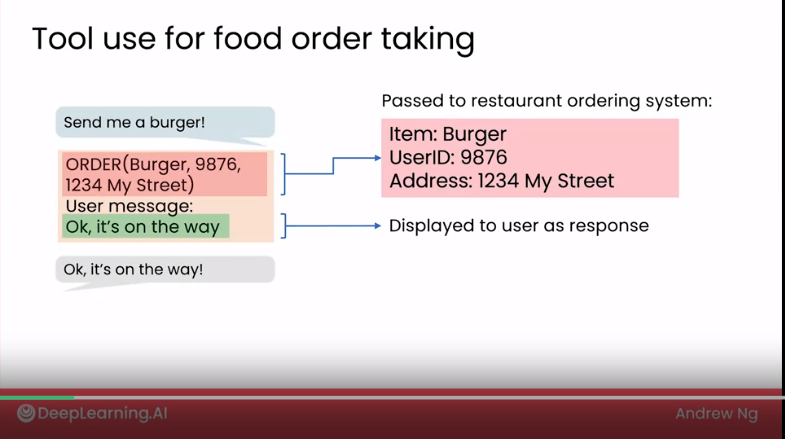 Tool use for food order taking
Send me a burger!
ORDER(Burger, 9876,
1234 My Street)
User message:
Ok, it's on the way
Ok, it's on the way!
Passed to restaurant ordering system:
Item: Burger
UserID: 9876
Address: 1234 My Street
Displayed to user as response
DeepLearning.AI
Andrew Ng